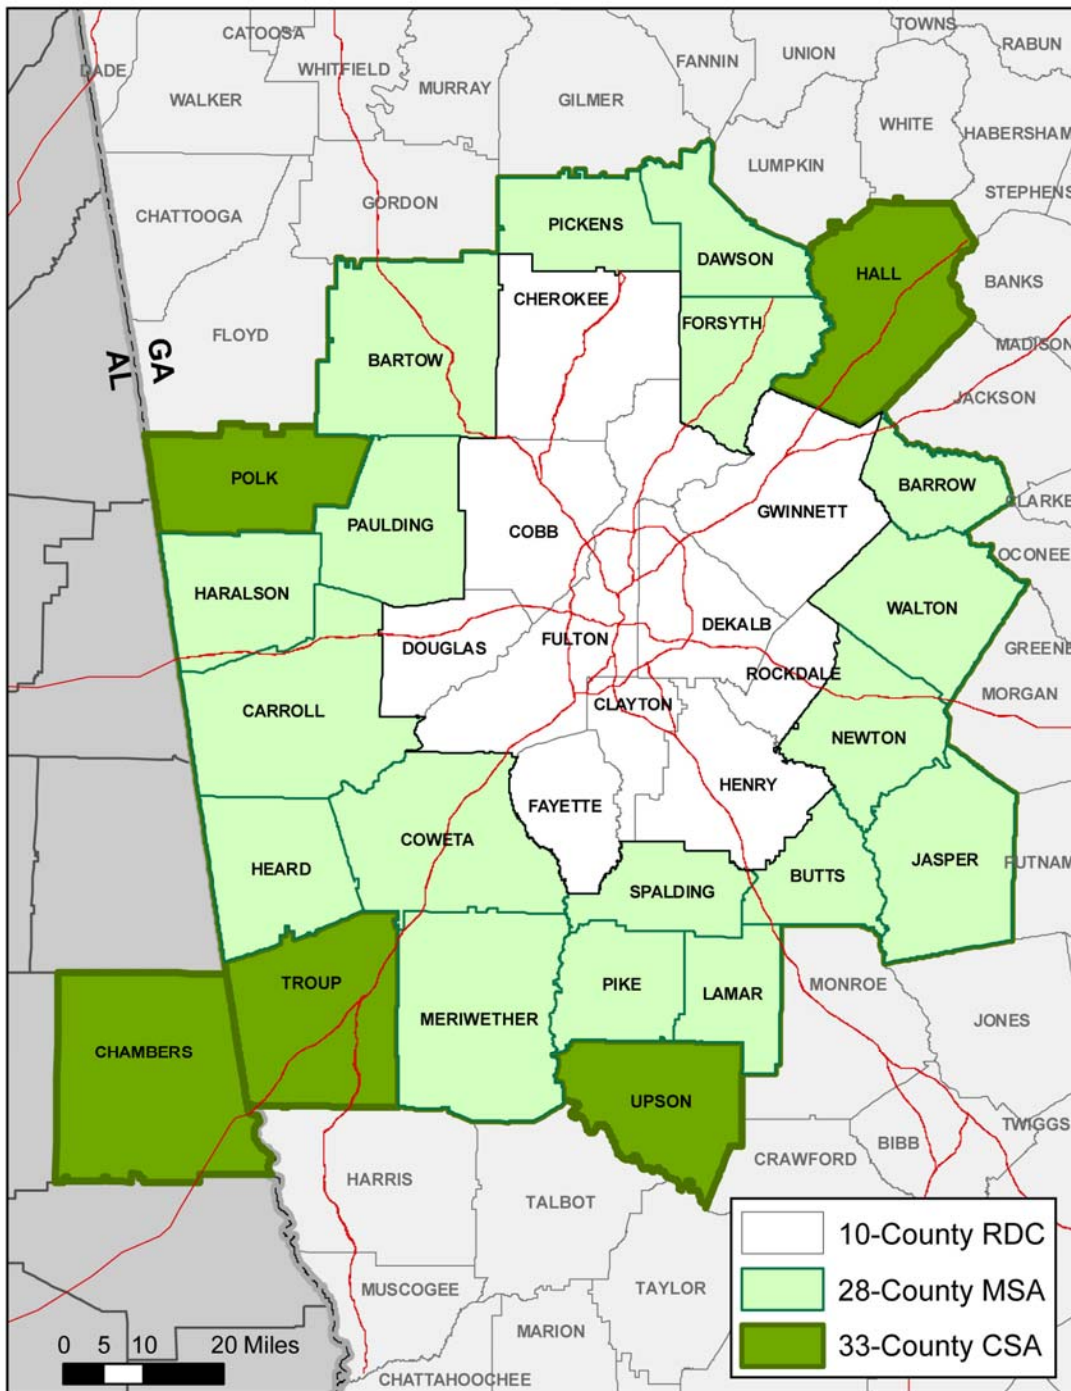 TOWNS
CATOOSA
UNION
RABUN
FANNIN
DADE
WHITFIELD
MURRAY
WALKER
GILMER
WHITE
HABERSHAM
LUMPKIN
STEPHENS
GORDON
CHATTOOGA
PICKENS
DAWSON
HALL
BANKS
CHEROKEE
FORSYTH
FLOYD
MADISON
GA
AL
BARTOW
JACKSON
POLK
BARROW
CLARKE
PAULDING
GWINNETT
COBB
OCONEE
HARALSON
WALTON
DOUGLAS
FULTON
DEKALB
GREENE
ROCKDALE
MORGAN
CARROLL
CLAYTON
NEWTON
HENRY
FAYETTE
COWETA
HEARD
JASPER
PUTNAM
BUTTS
SPALDING
TROUP
PIKE
LAMAR
MONROE
MERIWETHER
JONES
CHAMBERS
UPSON
TWIGGS
BIBB
CRAWFORD
HARRIS
TALBOT
10-County RDC
MUSCOGEE
TAYLOR
28-County MSA
MARION
0 5 10 20 Miles
33-County CSA
CHATTAHOOCHEE